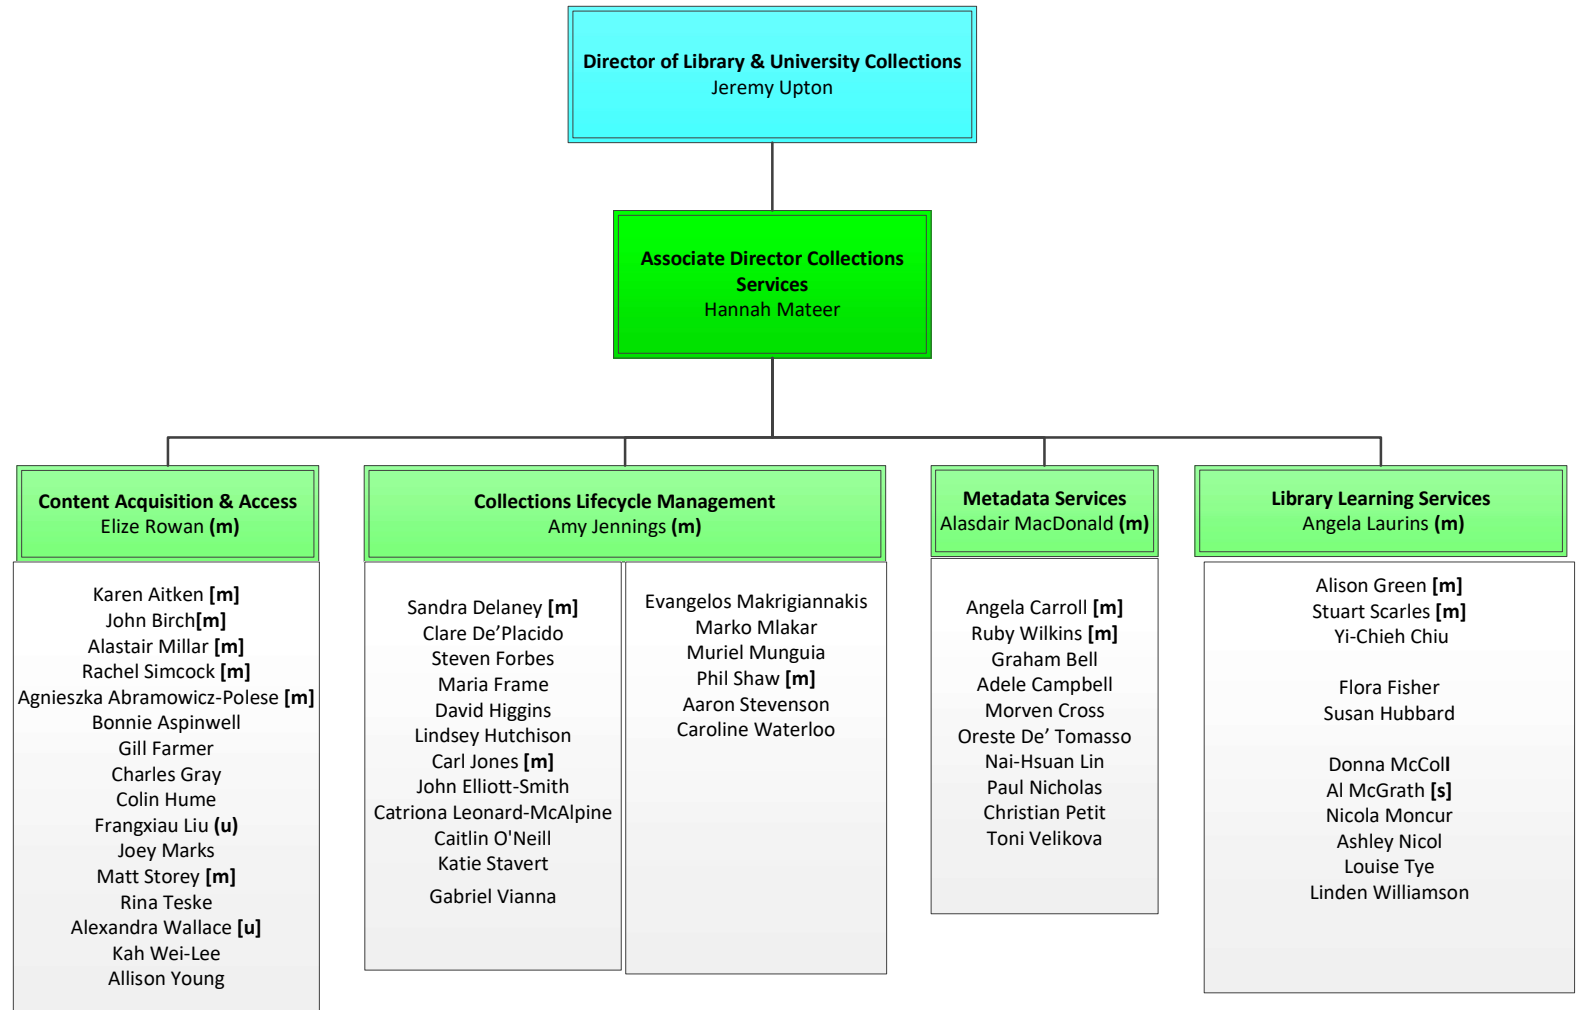 Director of Library & University Collections
Jeremy Upton
Associate Director Collections
Services
Hannah Mateer
Content Acquisition & Access
Elize Rowan (m)
Karen Aitken [m]
John Birch[m]
Alastair Millar [m]
Rachel Simcock [m]
Agnieszka Abramowicz-Polese [m]
Bonnie Aspinwell
Gill Farmer
Charles Gray
Colin Hume
Frangxiau Liu (u)
Joey Marks
Matt Storey [m]
Rina Teske
Alexandra Wallace [u]
Kah Wei-Lee
Allison Young
Collections Lifecycle Management
Amy Jennings (m)
Sandra Delaney [m]
Clare De’Placido
Steven Forbes
Maria Frame
David Higgins
Lindsey Hutchison
Carl Jones [m]
John Elliott-Smith
Catriona Leonard-McAlpine
Caitlin O'Neill
Katie Stavert
Gabriel Vianna
Evangelos Makrigiannakis
Marko Mlakar
Muriel Munguia
Phil Shaw [m]
Aaron Stevenson
Caroline Waterloo
Metadata Services
Alasdair MacDonald (m)
Angela Carroll [m]
Ruby Wilkins [m]
Graham Bell
Adele Campbell
Morven Cross
Oreste De’ Tomasso
Nai-Hsuan Lin
Paul Nicholas
Christian Petit
Toni Velikova
Library Learning Services
Angela Laurins (m)
Alison Green [m]
Stuart Scarles [m]
Yi-Chieh Chiu
Flora Fisher
Susan Hubbard
Donna McColl
Al McGrath [s]
Nicola Moncur
Ashley Nicol
Louise Tye
Linden Williamson